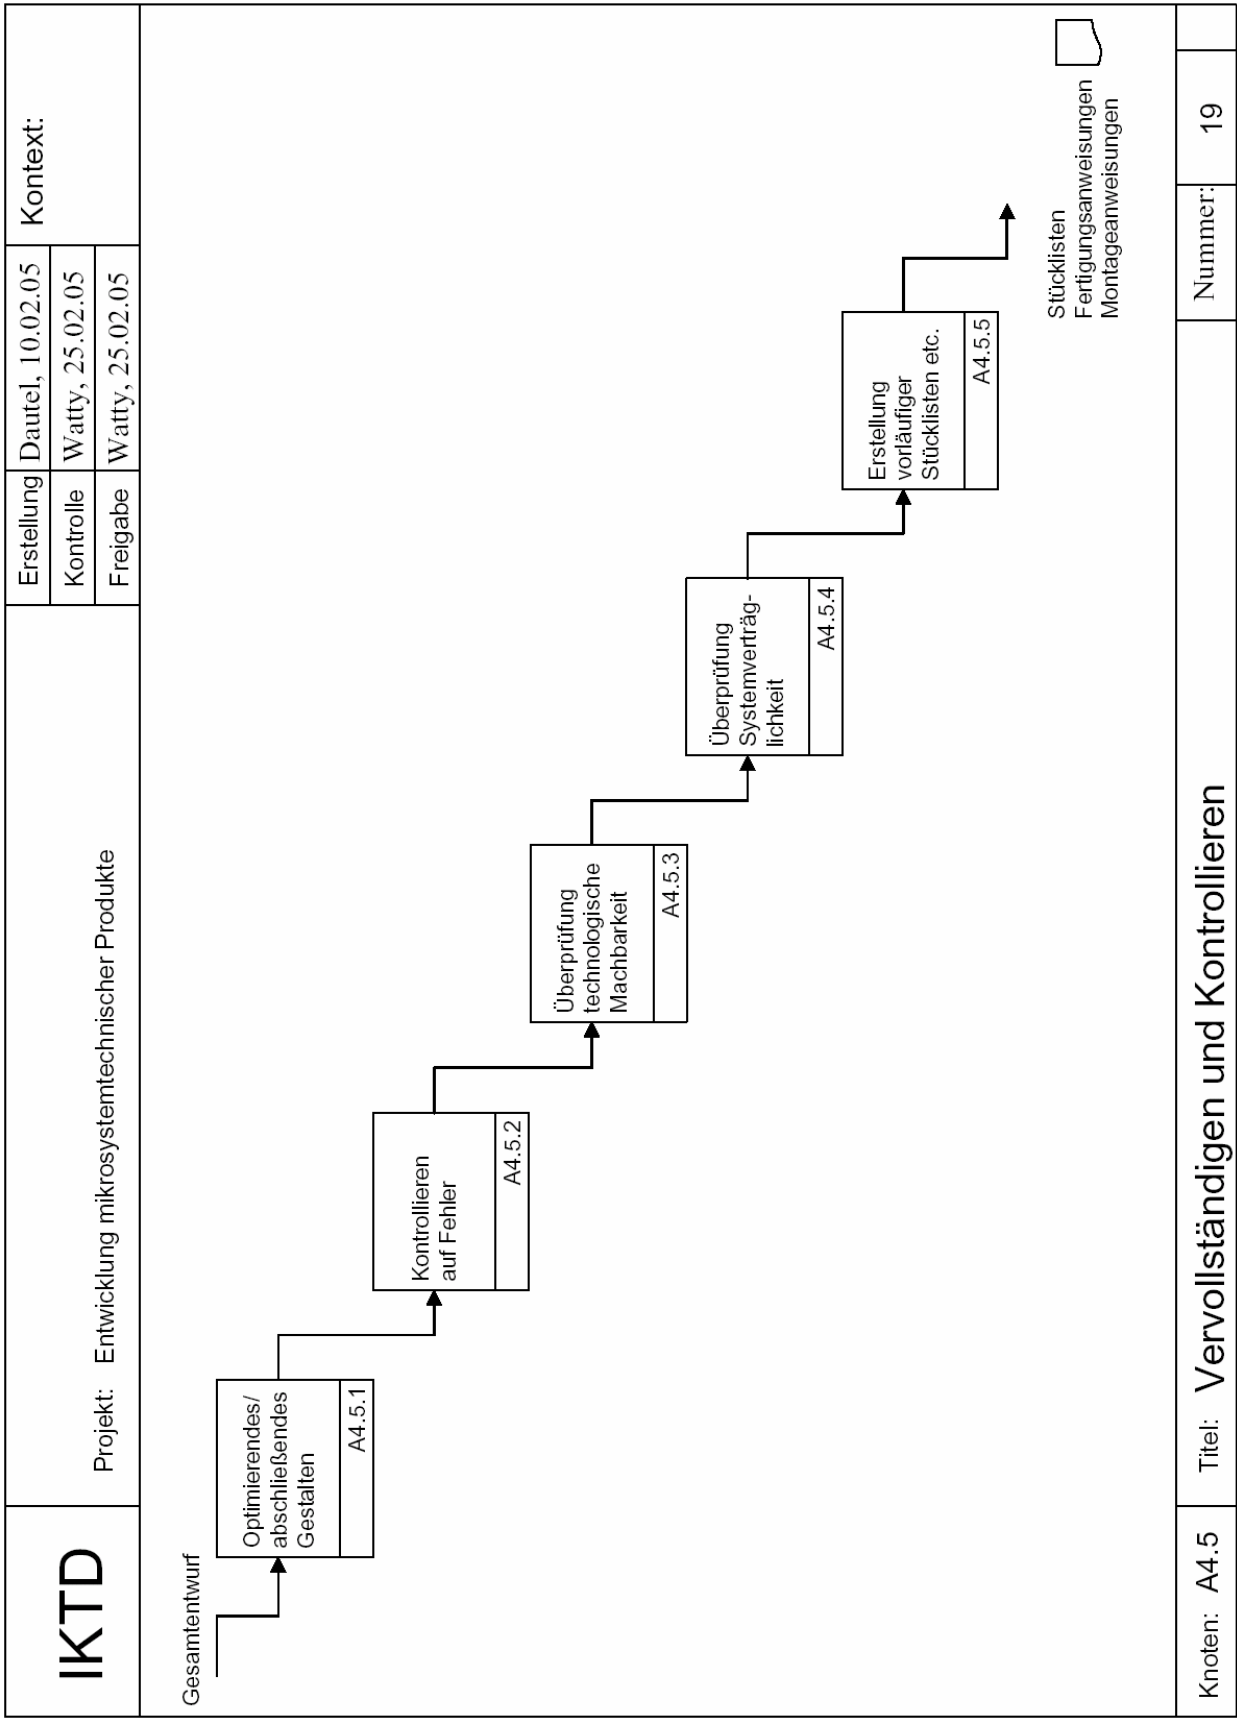 IKTD
Projekt: Entwicklung mikrosystemtechnischer Produkte
Erstellung Dautel, 10.02.05
Kontrolle Watty, 25.02.05
Freigabe Watty, 25.02.05
Kontext:
Gesamtentwurf
Optimierendes/
abschließendes
Gestalten
A4.5.1
Kontrollieren
auf Fehler
A4.5.2
Überprüfung
technologische
Machbarkeit
A4.5.3
Überprüfung
Systemverträg-
lichkeit
A4.5.4
Erstellung
vorläufiger
Stücklisten etc.
A4.5.5
Stücklisten
Fertigungsanweisungen
Montageanweisungen
Knoten: A4.5
Titel: Vervollständigen und Kontrollieren
Nummer: 19